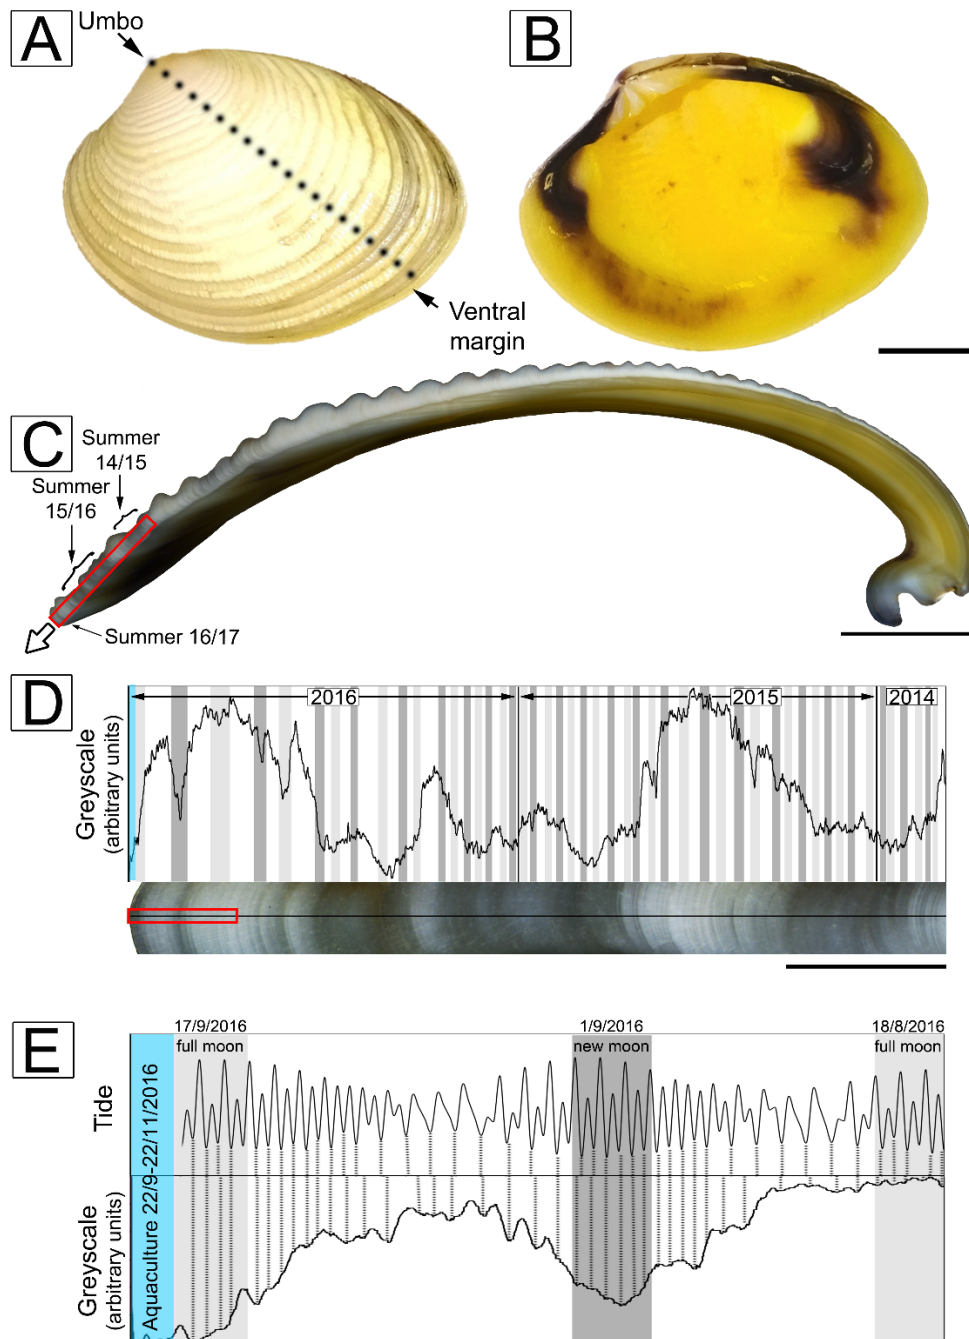 A
Umbo
Ventral
margin
B
C
Summer
14/15
Summer
15/16
Summer 16/17
D
2016
2015
2014
Greyscale
(arbitrary units)
E
17/9/2016
full moon
1/9/2016
new moon
18/8/2016
full moon
Tide
Aquaculture 22/9-22/11/2016
Greyscale
(arbitrary units)